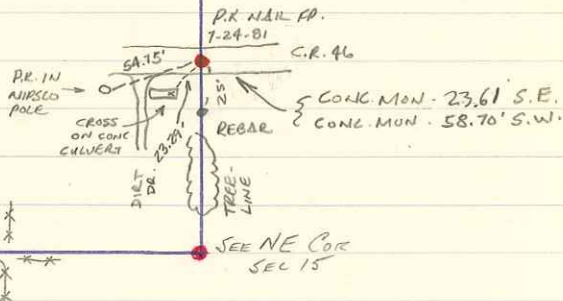 P.K NAIL FD.
7-24-81
C.R. 46
54.75'
P.K. IN
NIPSCO
POLE
CROSS
ON CONC
CULVERT
23.29'
25'
CONC. MON. - 23.61' S.E.
CONC. MON. 58.70' S.W.
REBAR
DIRT
DR.
TREE-
LINE
SEE NE COR
SEC 15